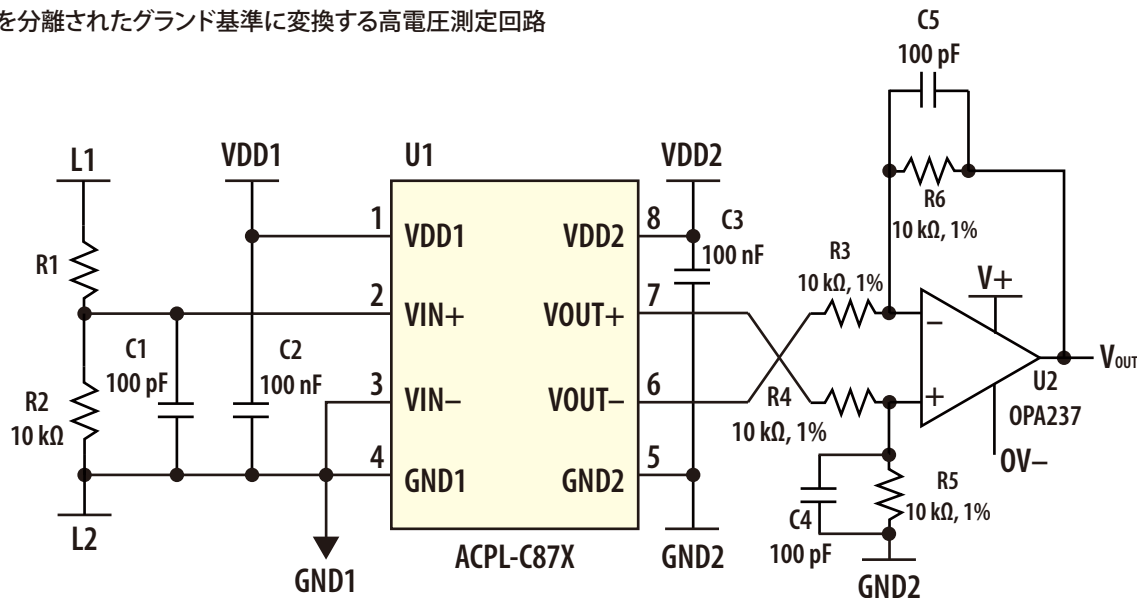 を分離されたグランド基準に変換する高電圧測定回路
C5
100 pF
L1
VDD1
U1
VDD2
R6
10 kΩ, 1%
1
VDD1
VDD2
8
C3
100 nF
R1
R3
10 kΩ, 1%
V+
2
VIN+
VOUT+
7
−
VOUT
C1
100 pF
C2
100 nF
3
VIN−
VOUT−
6
R4
10 kΩ, 1%
+
U2
OPA237
R2
10 kΩ
4
GND1
GND2
5
0V−
R5
10 kΩ, 1%
C4
100 pF
L2
GND1
ACPL-C87X
GND2
GND2